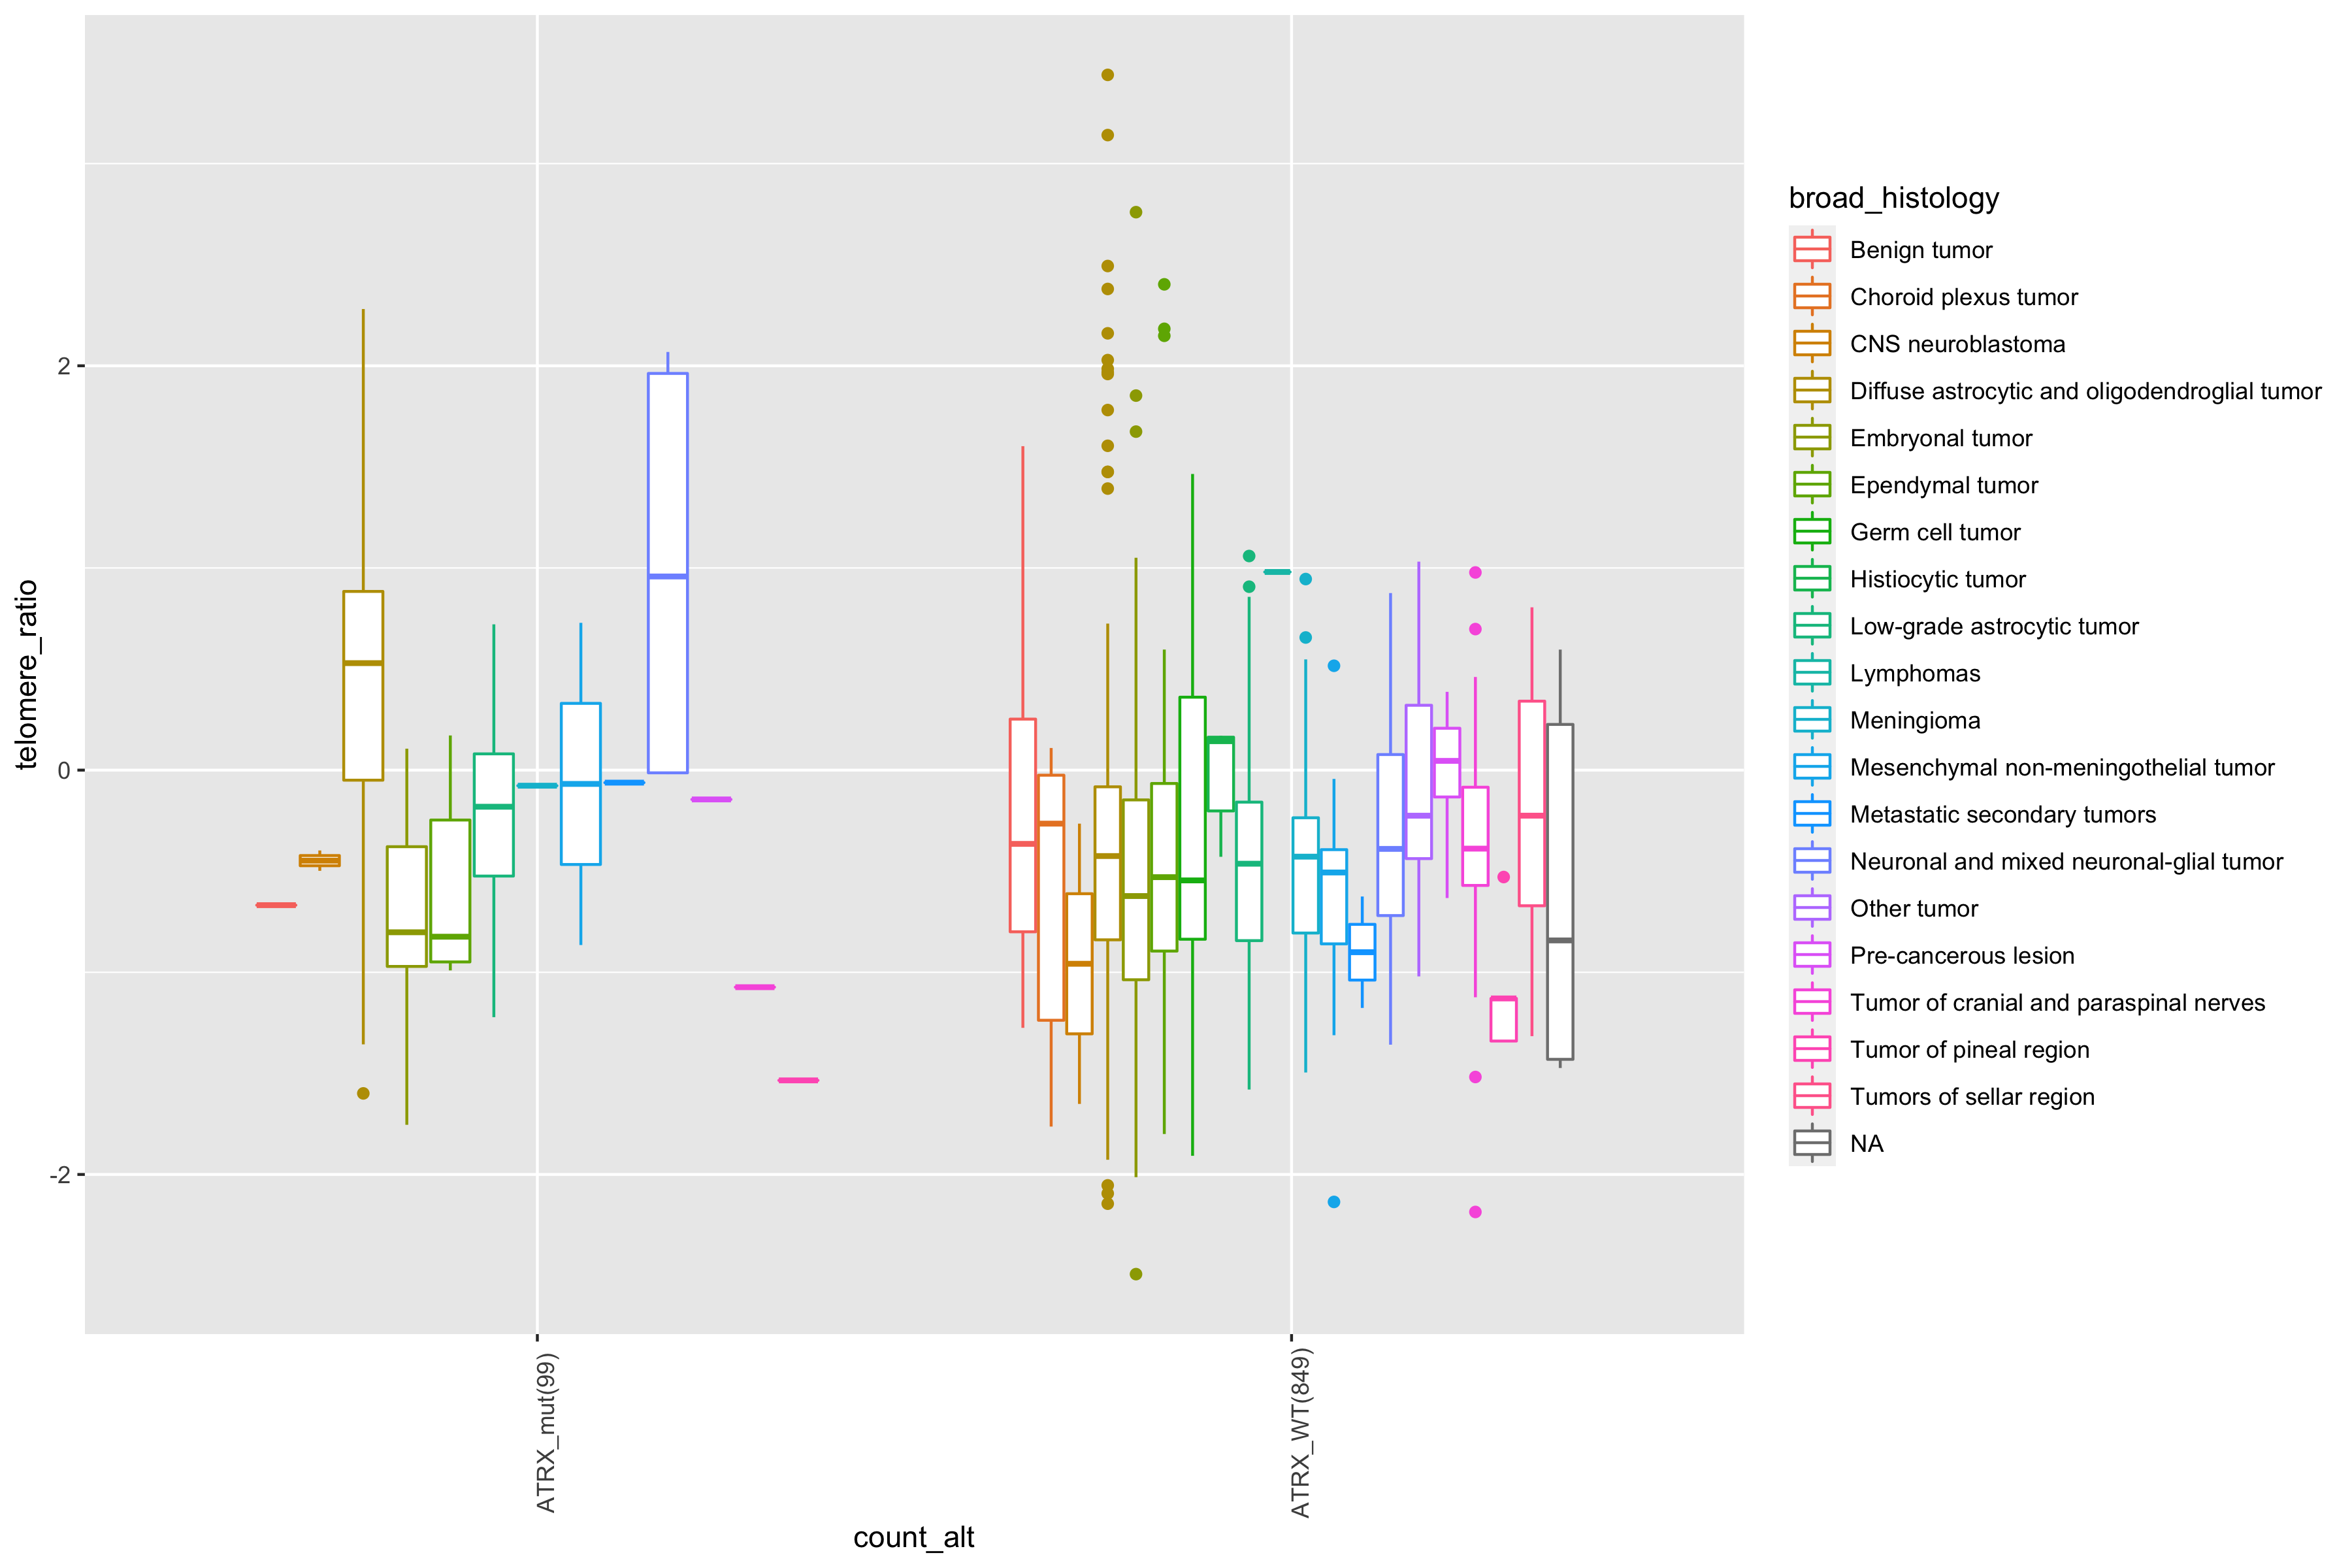 telomere_ratio
2
0
-2
ATRX_mut(99)
ATRX_WT(849)
count_alt
broad_histology
Benign tumor
Choroid plexus tumor
CNS neuroblastoma
Diffuse astrocytic and oligodendroglial tumor
Embryonal tumor
Ependymal tumor
Germ cell tumor
Histiocytic tumor
Low-grade astrocytic tumor
Lymphomas
Meningioma
Mesenchymal non-meningothelial tumor
Metastatic secondary tumors
Neuronal and mixed neuronal-glial tumor
Other tumor
Pre-cancerous lesion
Tumor of cranial and paraspinal nerves
Tumor of pineal region
Tumors of sellar region
NA